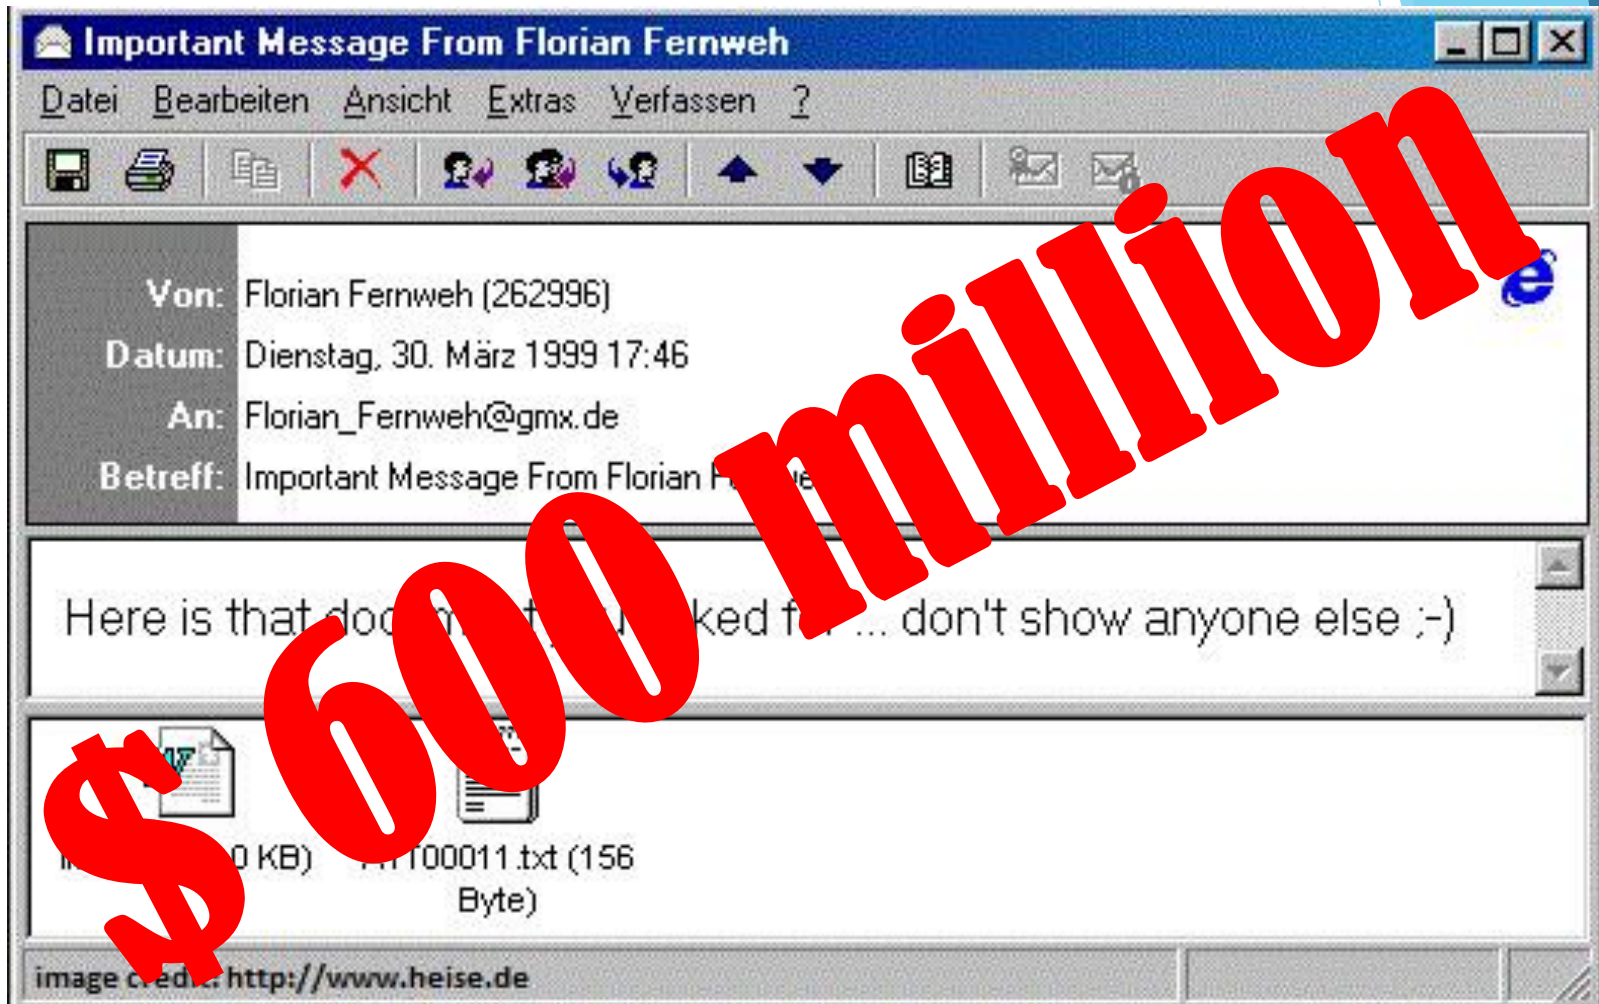 Important Message From Florian Fernweh
Datei Bearbeiten Ansicht Extras Verfassen ?
Von: Florian Fernweh (262996)
Datum: Dienstag, 30. März 1999 17:46
An: Florian_Fernweh@gmx.de
Betreff: Important Message From Florian
Here is that ... don't show anyone else ;-)
$ 600 million
KB)
.txt (156
Byte)
image credit: http://www.heise.de